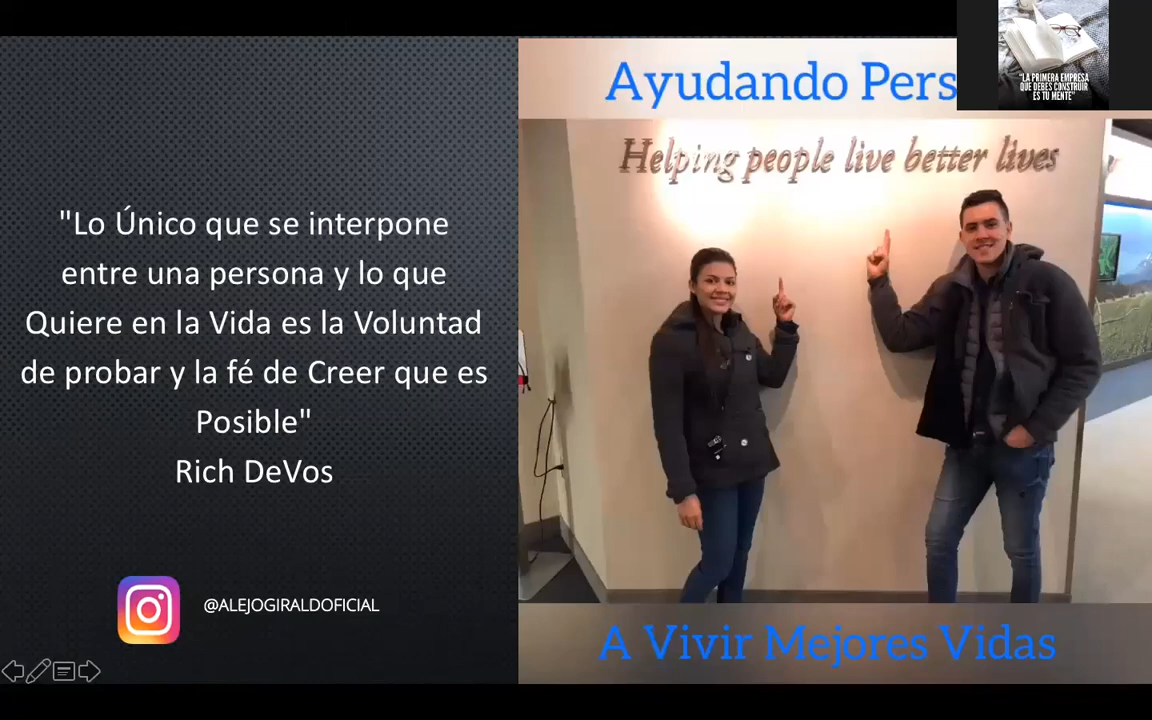 "Lo Único que se interpone
entre una persona y lo que
Quiere en la Vida es la Voluntad
de probar y la fé de Creer que es
Posible"
Rich DeVos
@ALEJOGIRALDOFICIAL
Ayudando Pers
Helping people live better lives
A Vivir Mejores Vidas
"LA PRIMERA EMPRESA
QUE DEBES CONSTRUIR
ES TU MENTE"